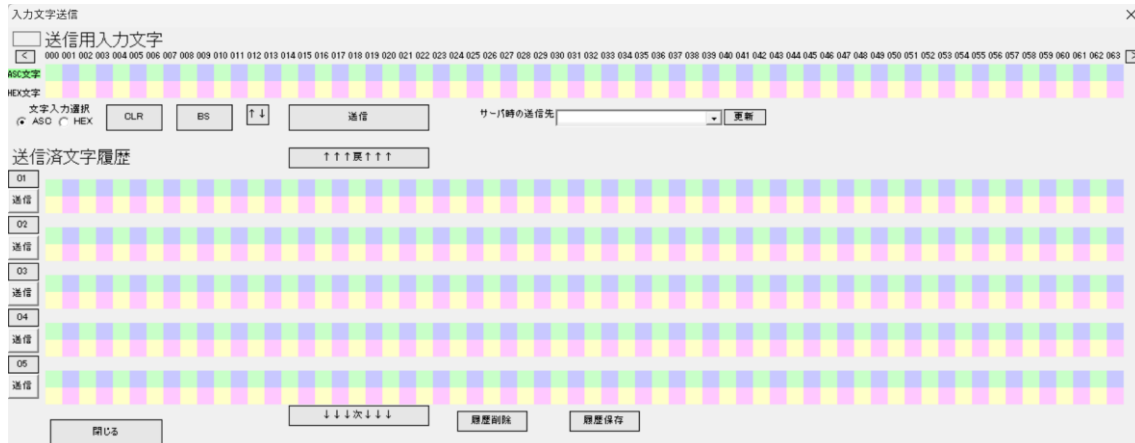 入力文字送信 ×
送信用入力文字
< 000 001 002 003 004 005 006 007 008 009 010 011 012 013 014 015 016 017 018 019 020 021 022 023 024 025 026 027 028 029 030 031 032 033 034 035 036 037 038 039 040 041 042 043 044 045 046 047 048 049 050 051 052 053 054 055 056 057 058 059 060 061 062 063 >
ASC文字
HEX文字
文字入力選択
ASC HEX CLR BS ↑↓ 送信 サーバ時の送信先 更新
送信済文字履歴 ↑↑↑戻↑↑↑
01
送信
02
送信
03
送信
04
送信
05
送信
↓↓↓次↓↓↓ 履歴削除 履歴保存
閉じる